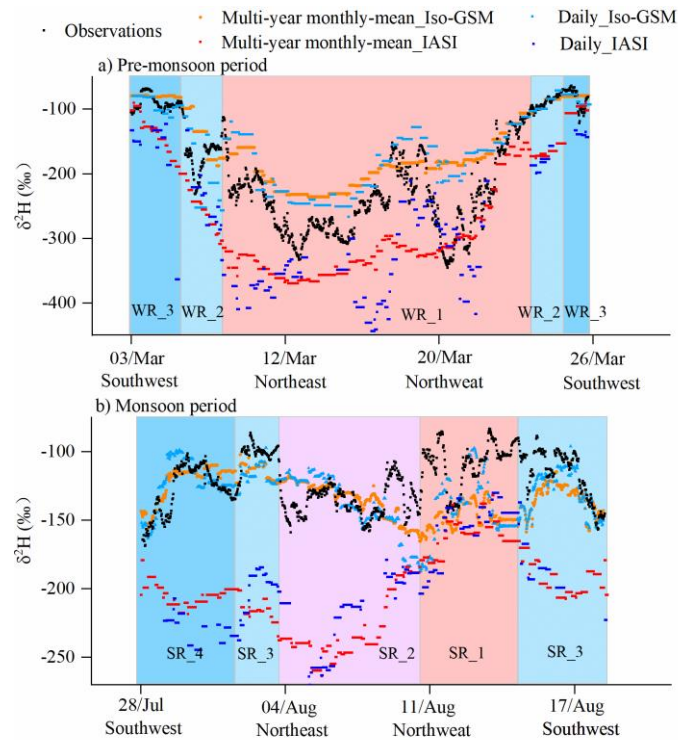 Observations
Multi-year monthly-mean_Iso-GSM
Daily_Iso-GSM
Multi-year monthly-mean_IASI
Daily_IASI
a) Pre-monsoon period
-100
-200
-300
-400
δ²H (‰)
WR_3
WR_2
WR_1
WR_2
WR_3
03/Mar
12/Mar
20/Mar
26/Mar
Southwest
Northeast
Northweat
Southwest
b) Monsoon period
-100
-150
-200
-250
δ²H (‰)
SR_4
SR_3
SR_2
SR_1
SR_3
28/Jul
04/Aug
11/Aug
17/Aug
Southwest
Northeast
Northweat
Southwest